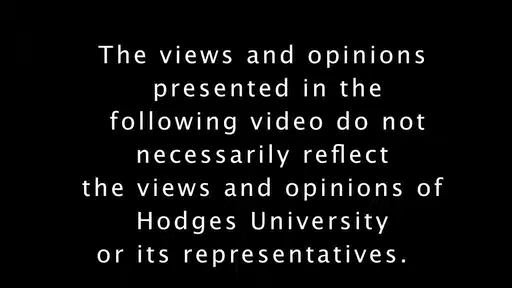 The views and opinions
presented in the
following video do not
necessarily reflect
the views and opinions of
Hodges University
or its representatives.